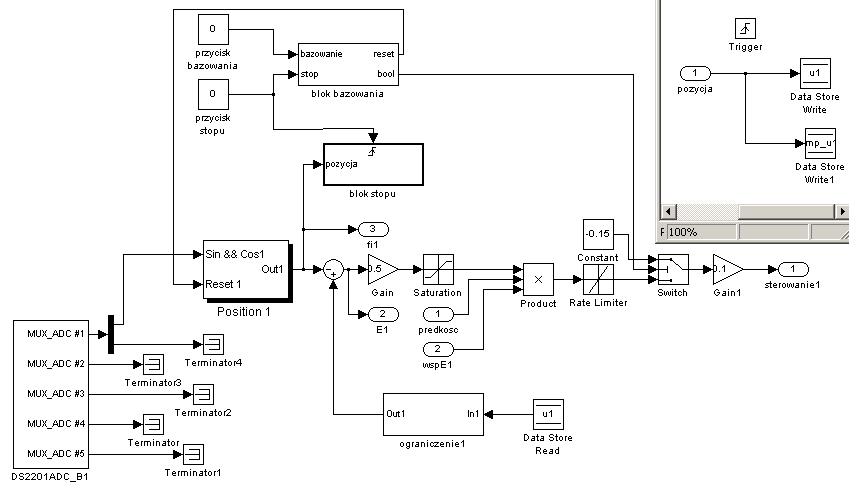 0
przycisk
bazowania
0
przycisk
stopu
bazowanie
reset
stop
bool
blok bazowania
pozycja
blok stopu
Trigger
1
pozycja
u1
Data Store
Write
mp_u
Data Store
Write1
100%
Sin && Cos1
Out1
Reset 1
Position 1
3
fi1
0.5
Gain
2
E1
Saturation
1
predkosc
2
wspE1
×
Product
-0.15
Constant
Rate Limiter
Switch
0.1
Gain1
1
sterowanie1
MUX_ADC #1
MUX_ADC #2
MUX_ADC #3
MUX_ADC #4
MUX_ADC #5
DS2201ADC_B1
Terminator4
Terminator3
Terminator2
Terminator
Terminator1
Out1
In1
ograniczenie1
u1
Data Store
Read